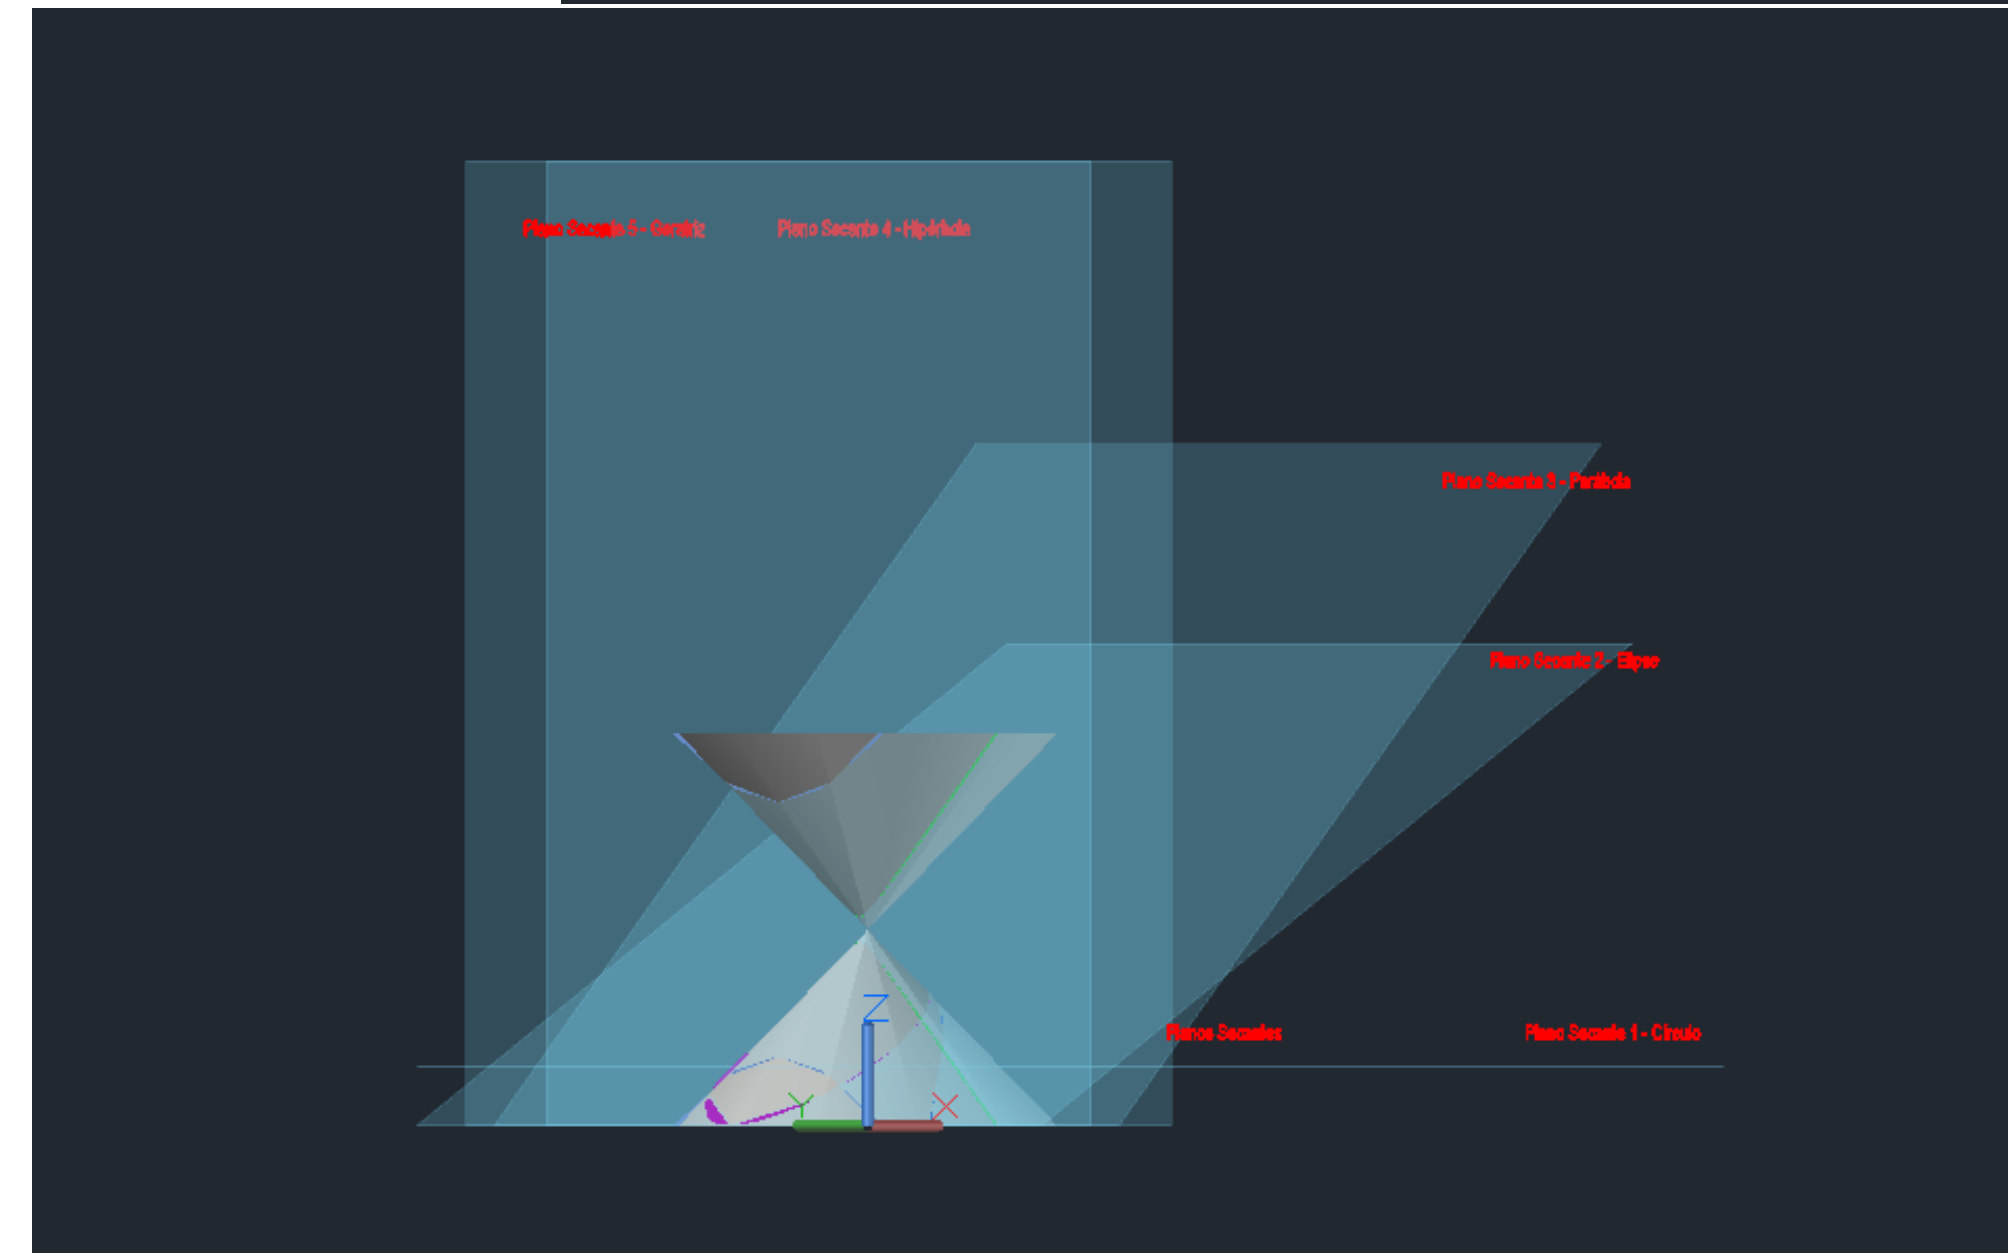 Plano Secante 5 - Geratriz
Plano Secante 4 - Hipérbole
Plano Secante 3 - Parábola
Plano Secante 2 - Elipse
Planos Secantes
Plano Secante 1 - Círculo
Z
Y
X